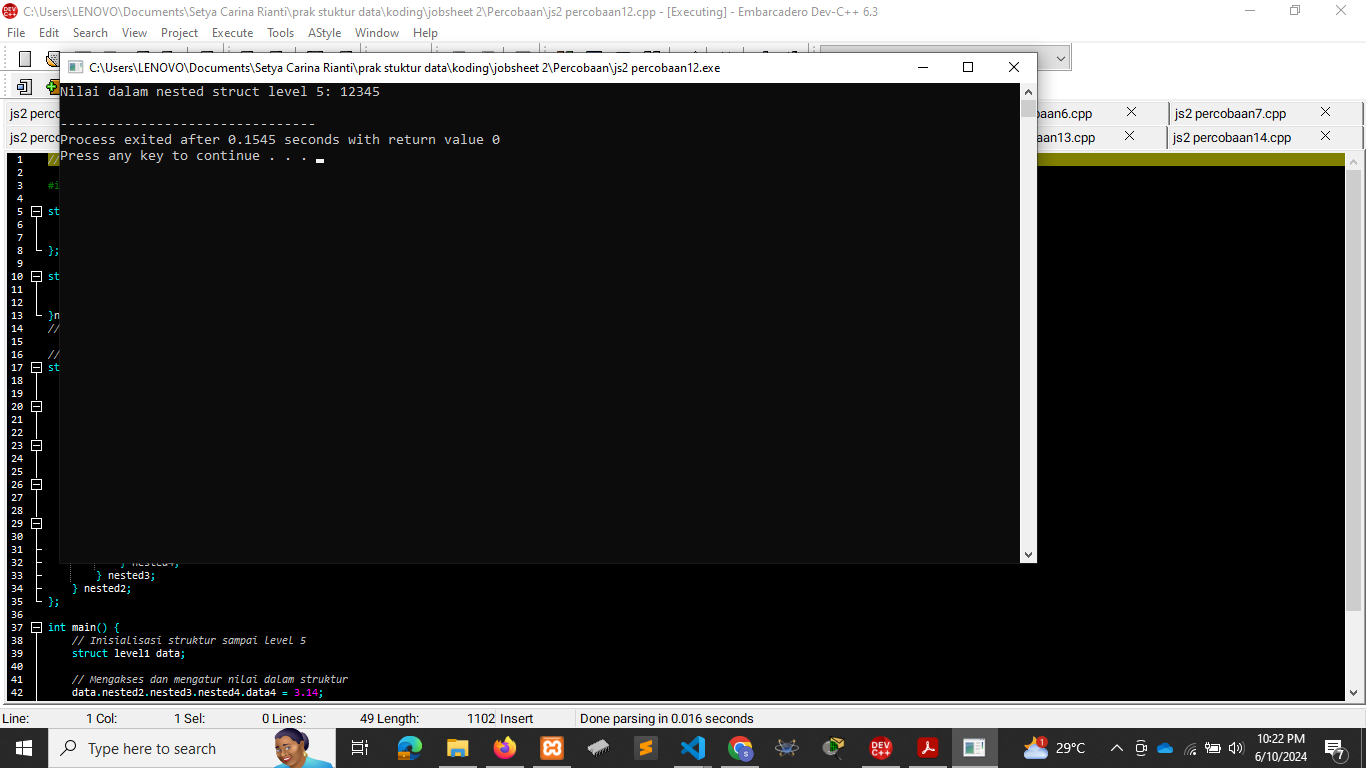 C:\Users\LENOVO\Documents\Setya Carina Rianti\prak stuktur data\koding\jobsheet 2\Percobaan\js2 percobaan12.cpp - [Executing] - Embarcadero Dev-C++ 6.3
File Edit Search View Project Execute Tools AStyle Window Help
C:\Users\LENOVO\Documents\Setya Carina Rianti\prak stuktur data\koding\jobsheet 2\Percobaan\js2 percobaan12.exe
Nilai dalam nested struct level 5: 12345
--------------------------------
Process exited after 0.1545 seconds with return value 0
Press any key to continue . . .
js2 perco
baan6.cpp
js2 percobaan7.cpp
js2 perco
aan13.cpp
js2 percobaan14.cpp
1 //
2
3 #i
4
5 st
6
7
8 };
9
10 st
11
12
13 }n
14 //
15
16 //
17 st
18
19
20
21
22
23
24
25
26
27
28
29
30
31
32 } nested4;
33 } nested3;
34 } nested2;
35 };
36
37 int main() {
38 // Inisialisasi struktur sampai level 5
39 struct level1 data;
40
41 // Mengakses dan mengatur nilai dalam struktur
42 data.nested2.nested3.nested4.data4 = 3.14;
Line: 1 Col: 1 Sel: 0 Lines: 49 Length: 1102 Insert Done parsing in 0.016 seconds
Type here to search
DEV C++
1
29°C
10:22 PM
6/10/2024
7